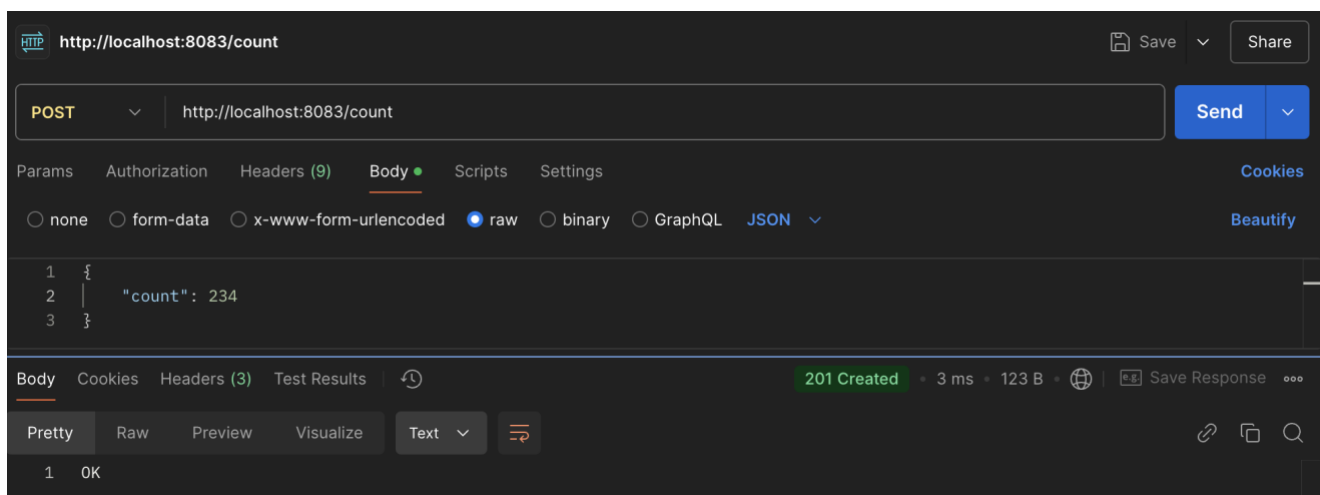 HTTP http://localhost:8083/count Save Share
POST http://localhost:8083/count Send
Params Authorization Headers (9) Body Scripts Settings Cookies
none form-data x-www-form-urlencoded raw binary GraphQL JSON Beautify
1 {
2 "count": 234
3 }
Body Cookies Headers (3) Test Results 201 Created • 3 ms • 123 B • e.g. Save Response
Pretty Raw Preview Visualize Text
1 OK